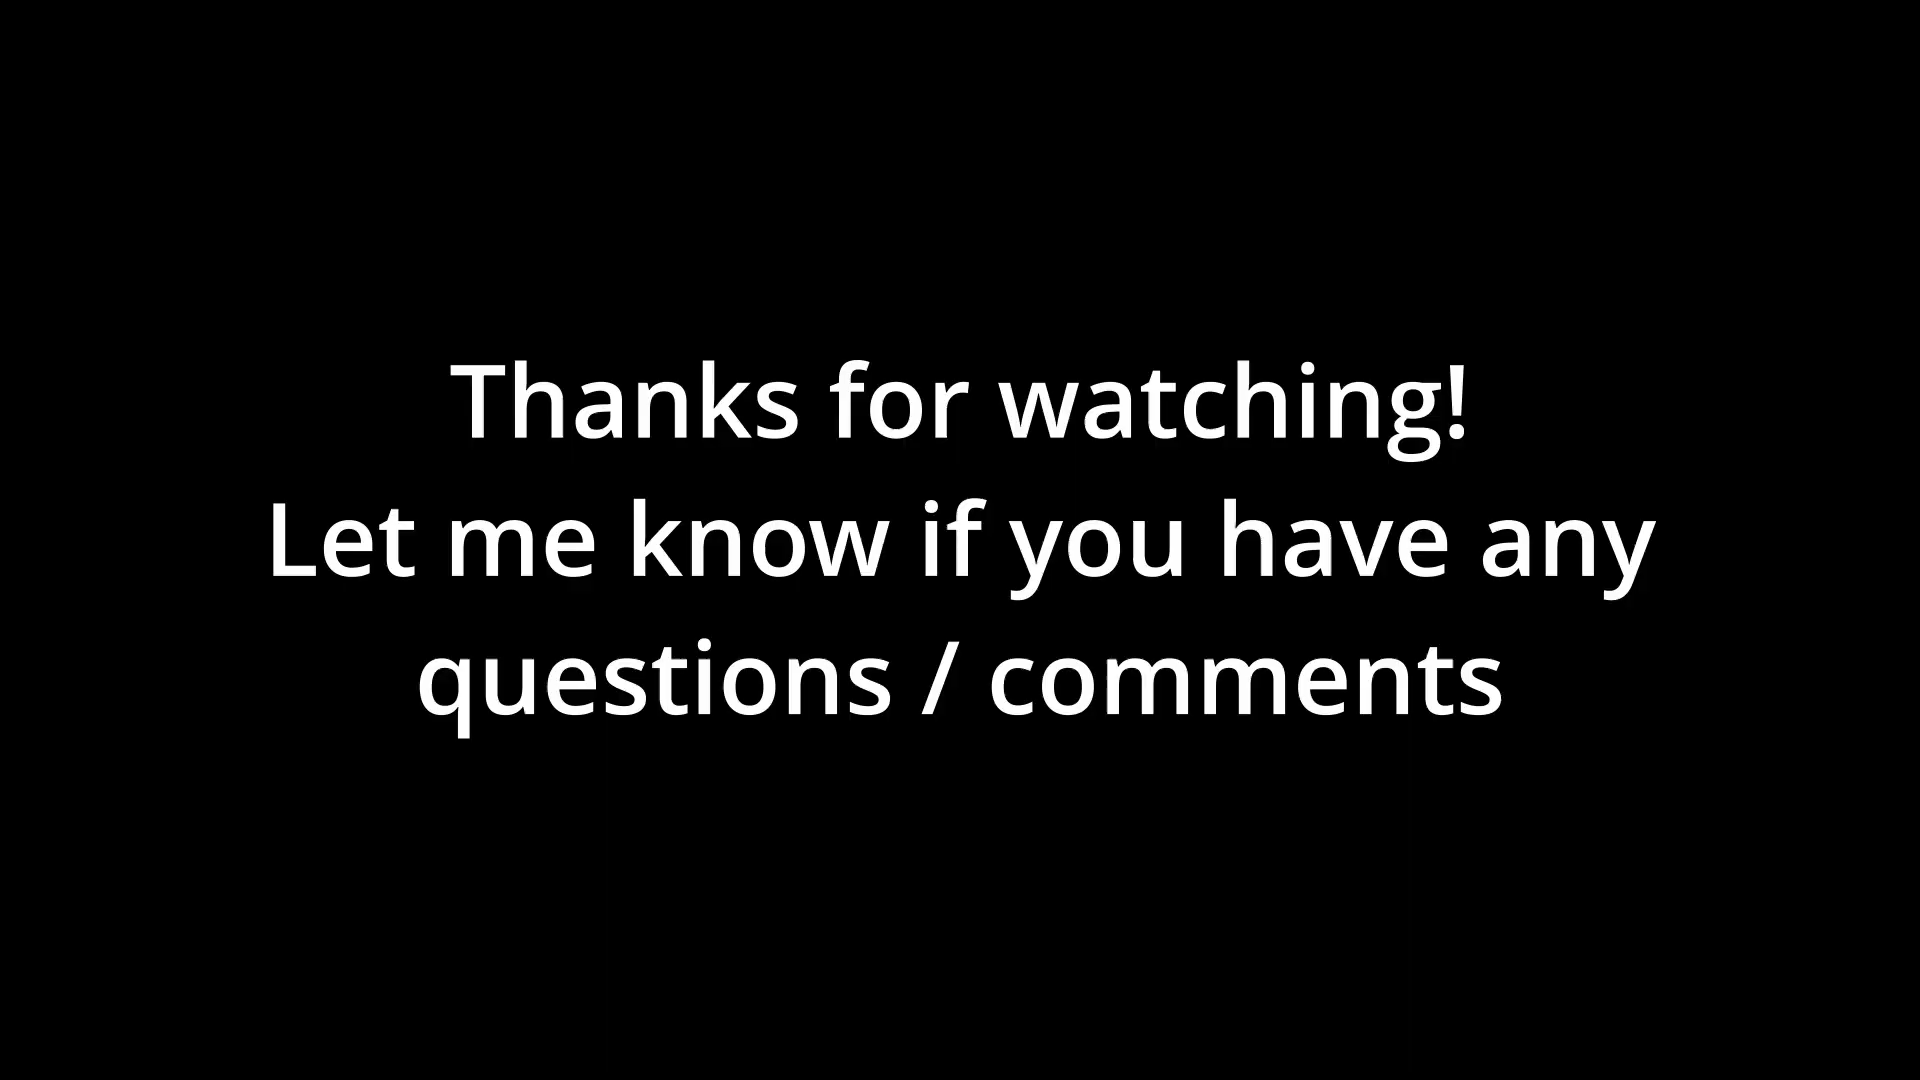 Thanks for watching!
Let me know if you have any
questions / comments